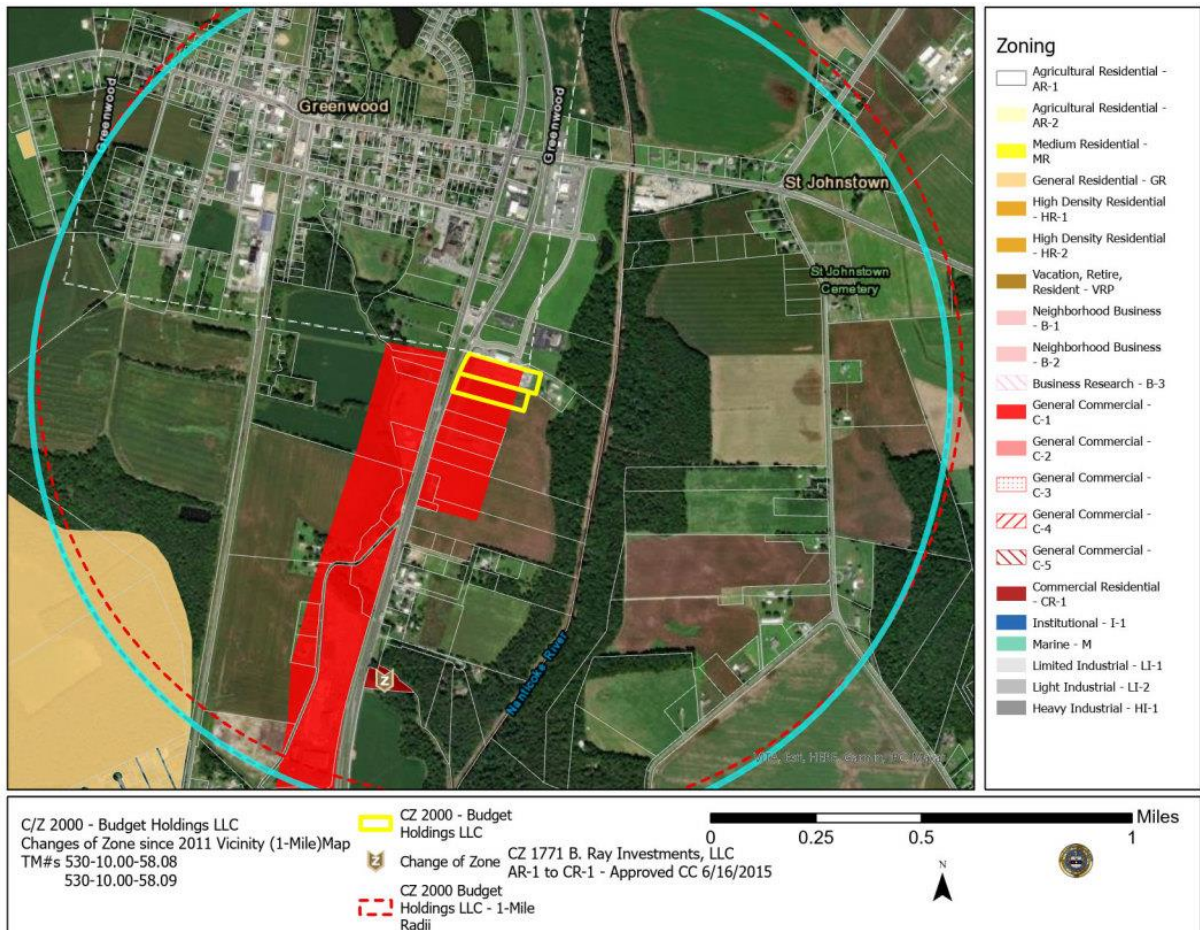 Greenwood
Greenwood
Greenwood
St Johnstown
St Johnstown
Cemetery
Nanticoke River
Zoning
Agricultural Residential -
AR-1
Agricultural Residential -
AR-2
Medium Residential -
MR
General Residential - GR
High Density Residential
- HR-1
High Density Residential
- HR-2
Vacation, Retire,
Resident - VRP
Neighborhood Business
- B-1
Neighborhood Business
- B-2
Business Research - B-3
General Commercial -
C-1
General Commercial -
C-2
General Commercial
- C-3
General Commercial -
C-4
General Commercial -
C-5
Commercial Residential
- CR-1
Institutional - I-1
Marine - M
Limited Industrial - LI-1
Light Industrial - LI-2
Heavy Industrial - HI-1
C/Z 2000 - Budget Holdings LLC
Changes of Zone since 2011 Vicinity (1-Mile)Map
TM#s 530-10.00-58.08
530-10.00-58.09
CZ 2000 - Budget
Holdings LLC
Z
Z
Change of Zone
CZ 1771 B. Ray Investments, LLC
AR-1 to CR-1 - Approved CC 6/16/2015
CZ 2000 Budget
Holdings LLC - 1-Mile
Radii
0 0.25 0.5 1 Miles
N